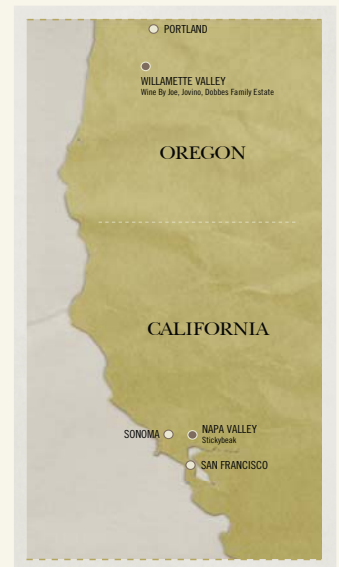 PORTLAND
WILLAMETTE VALLEY
Wine By Joe, Jovino, Dobbes Family Estate
OREGON
CALIFORNIA
SONOMA
NAPA VALLEY
Stickybeak
SAN FRANCISCO